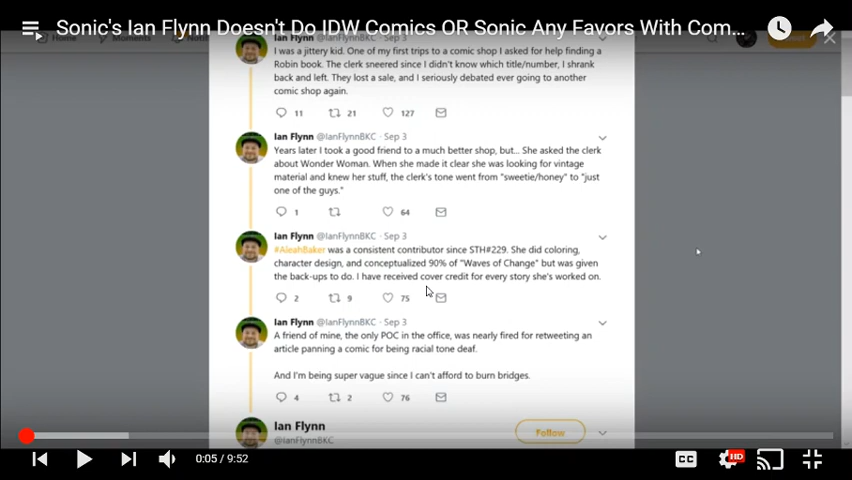 Sonic's Ian Flynn Doesn't Do IDW Comics OR Sonic Any Favors With Com...
Ian Flynn @IanFlynnBKC · Sep 3
I was a jittery kid. One of my first trips to a comic shop I asked for help finding a
Robin book. The clerk sneered since I didn't know which title/number, I shrank
back and left. They lost a sale, and I seriously debated ever going to another
comic shop again.
11 21 127
Ian Flynn @IanFlynnBKC · Sep 3
Years later I took a good friend to a much better shop, but... She asked the clerk
about Wonder Woman. When she made it clear she was looking for vintage
material and knew her stuff, the clerk's tone went from "sweetie/honey" to "just
one of the guys."
1 64
Ian Flynn @IanFlynnBKC · Sep 3
#AleahBaker was a consistent contributor since STH#229. She did coloring,
character design, and conceptualized 90% of "Waves of Change" but was given
the back-ups to do. I have received cover credit for every story she's worked on.
2 9 75
Ian Flynn @IanFlynnBKC · Sep 3
A friend of mine, the only POC in the office, was nearly fired for retweeting an
article panning a comic for being racial tone deaf.
And I'm being super vague since I can't afford to burn bridges.
4 2 76
Ian Flynn
@IanFlynnBKC
Follow
0:05 / 9:52
CC
HD